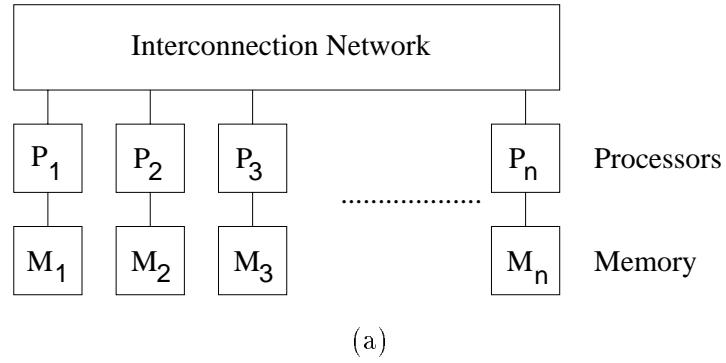 Interconnection Network
P1 P2 P3 Pn Processors
...................
M1 M2 M3 Mn Memory
(a)